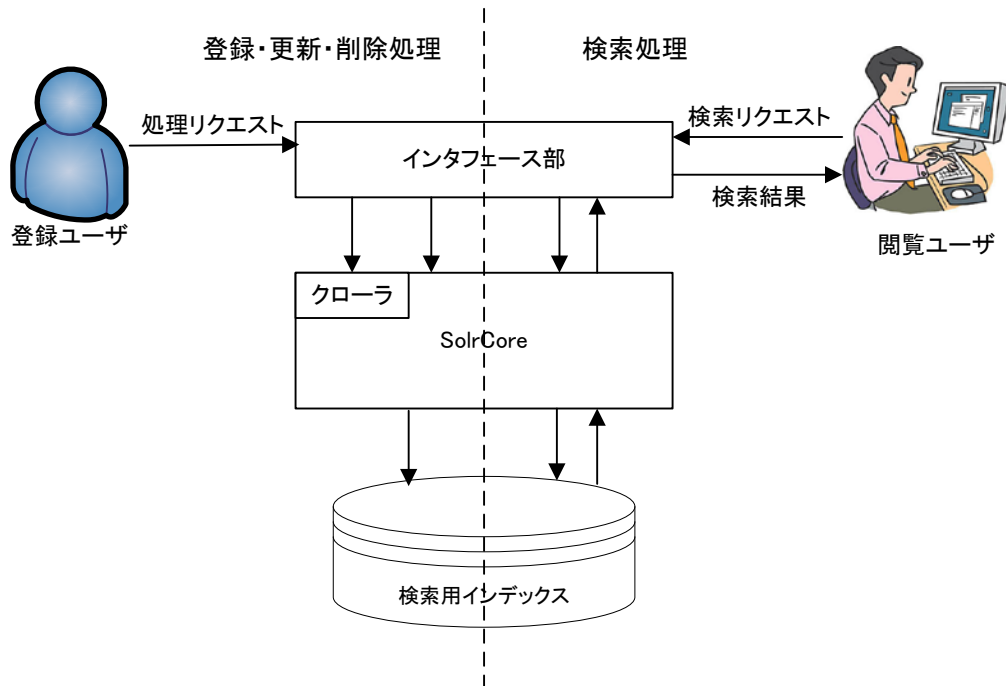 登録・更新・削除処理
検索処理
処理リクエスト
検索リクエスト
インタフェース部
検索結果
登録ユーザ
閲覧ユーザ
クローラ
SolrCore
検索用インデックス